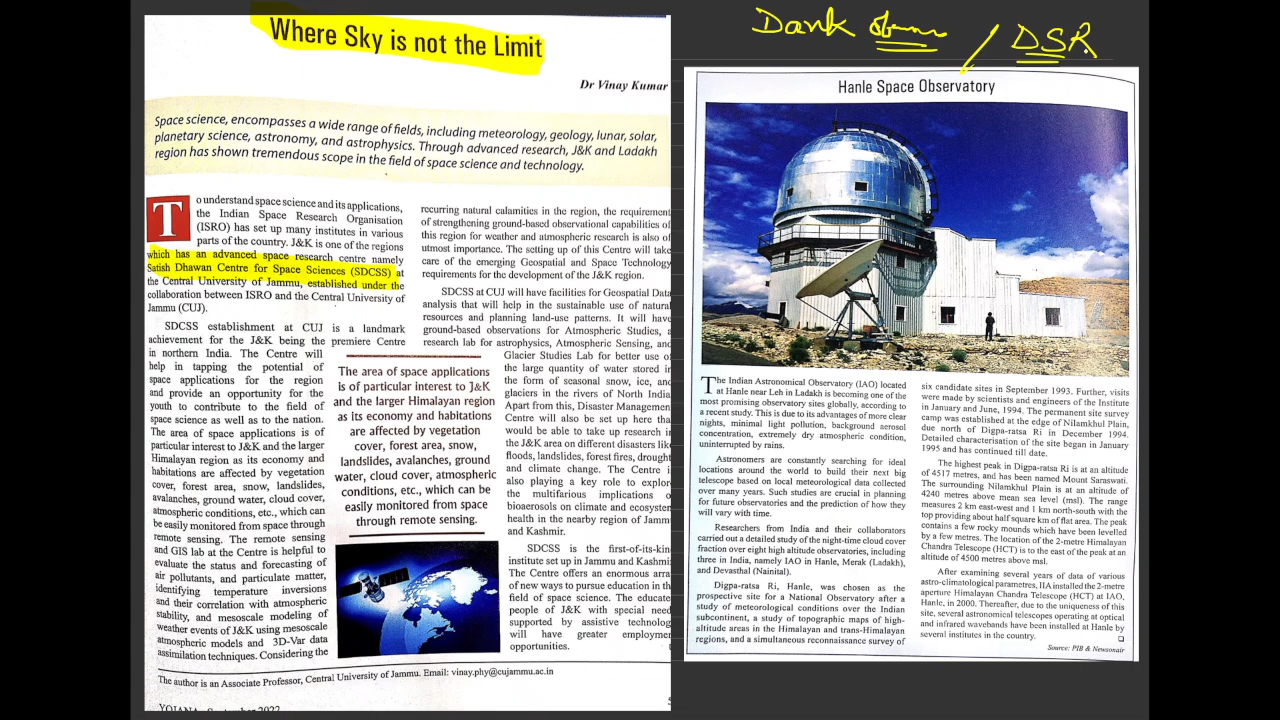 Where Sky is not the Limit
Dr Vinay Kumar
Space science, encompasses a wide range of fields, including meteorology, geology, lunar, solar,
planetary science, astronomy, and astrophysics. Through advanced research, J&K and Ladakh
region has shown tremendous scope in the field of space science and technology.
To understand space science and its applications,
the Indian Space Research Organisation
(ISRO) has set up many institutes in various
parts of the country. J&K is one of the regions
which has an advanced space research centre namely
Satish Dhawan Centre for Space Sciences (SDCSS) at
the Central University of Jammu, established under the
collaboration between ISRO and the Central University of
Jammu (CUJ).
SDCSS establishment at CUJ is a landmark
achievement for the J&K being the premiere Centre
in northern India. The Centre will
help in tapping the potential of
space applications for the region
and provide an opportunity for the
youth to contribute to the field of
space science as well as to the nation.
The area of space applications is of
particular interest to J&K and the larger
Himalayan region as its economy and
habitations are affected by vegetation
cover, forest area, snow, landslides,
avalanches, ground water, cloud cover,
atmospheric conditions, etc., which can
be easily monitored from space through
remote sensing. The remote sensing
and GIS lab at the Centre is helpful to
evaluate the status and forecasting of
air pollutants, and particulate matter,
identifying temperature inversions
and their correlation with atmospheric
stability, and mesoscale modeling of
weather events of J&K using mesoscale
atmospheric models and 3D-Var data
assimilation techniques. Considering the
The area of space applications
is of particular interest to J&K
and the larger Himalayan region
as its economy and habitations
are affected by vegetation
cover, forest area, snow,
landslides, avalanches, ground
water, cloud cover, atmospheric
conditions, etc., which can be
easily monitored from space
through remote sensing.
recurring natural calamities in the region, the requirement
of strengthening ground-based observational capabilities of
this region for weather and atmospheric research is also of
utmost importance. The setting up of this Centre will take
care of the emerging Geospatial and Space Technology
requirements for the development of the J&K region.
SDCSS at CUJ will have facilities for Geospatial Data
analysis that will help in the sustainable use of natural
resources and planning land-use patterns. It will have
ground-based observations for Atmospheric Studies, a
research lab for astrophysics, Atmospheric Sensing, and
Glacier Studies Lab for better use of
the large quantity of water stored in
the form of seasonal snow, ice, and
glaciers in the rivers of North India
Apart from this, Disaster Management
Centre will also be set up here tha
would be able to take up research in
the J&K area on different disasters like
floods, landslides, forest fires, drought
and climate change. The Centre i
also playing a key role to explor
the multifarious implications o
bioaerosols on climate and ecosysten
health in the nearby region of Jamm
and Kashmir.
SDCSS is the first-of-its-kin
institute set up in Jammu and Kashmi
The Centre offers an enormous arra
of new ways to pursue education in th
field of space science. The educate
people of J&K with special need
supported by assistive technolog
will have greater employmen
opportunities.
The author is an Associate Professor, Central University of Jammu. Email: vinay.phy@cujammu.ac.in
YOJANA September 2022
Dark / DSR
Hanle Space Observatory
The Indian Astronomical Observatory (IAO) located
at Hanle near Leh in Ladakh is becoming one of the
most promising observatory sites globally, according to
a recent study. This is due to its advantages of more clear
nights, minimal light pollution, background aerosol
concentration, extremely dry atmospheric condition,
uninterrupted by rains.
Astronomers are constantly searching for ideal
locations around the world to build their next big
telescope based on local meteorological data collected
over many years. Such studies are crucial in planning
for future observatories and the prediction of how they
will vary with time.
Researchers from India and their collaborators
carried out a detailed study of the night-time cloud cover
fraction over eight high altitude observatories, including
three in India, namely IAO in Hanle, Merak (Ladakh),
and Devasthal (Nainital).
Digpa-ratsa Ri, Hanle, was chosen as the
prospective site for a National Observatory after a
study of meteorological conditions over the Indian
subcontinent, a study of topographic maps of high-
altitude areas in the Himalayan and trans-Himalayan
regions, and a simultaneous reconnaissance survey of
six candidate sites in September 1993. Further, visits
were made by scientists and engineers of the Institute
in January and June, 1994. The permanent site survey
camp was established at the edge of Nilamkhul Plain,
due north of Digpa-ratsa Ri in December 1994.
Detailed characterisation of the site began in January
1995 and has continued till date.
The highest peak in Digpa-ratsa Ri is at an altitude
of 4517 metres, and has been named Mount Saraswati.
The surrounding Nilamkhul Plain is at an altitude of
4240 metres above mean sea level (msl). The range
measures 2 km east-west and 1 km north-south with the
top providing about half square km of flat area. The peak
contains a few rocky mounds which have been levelled
by a few metres. The location of the 2-metre Himalayan
Chandra Telescope (HCT) is to the east of the peak at an
altitude of 4500 metres above msl.
After examining several years of data of various
astro-climatological parametres, IIA installed the 2-metre
aperture Himalayan Chandra Telescope (HCT) at IAO,
Hanle, in 2000. Thereafter, due to the uniqueness of this
site, several astronomical telescopes operating at optical
and infrared wavebands have been installed at Hanle by
several institutes in the country.
Source: PIB & Newsonair